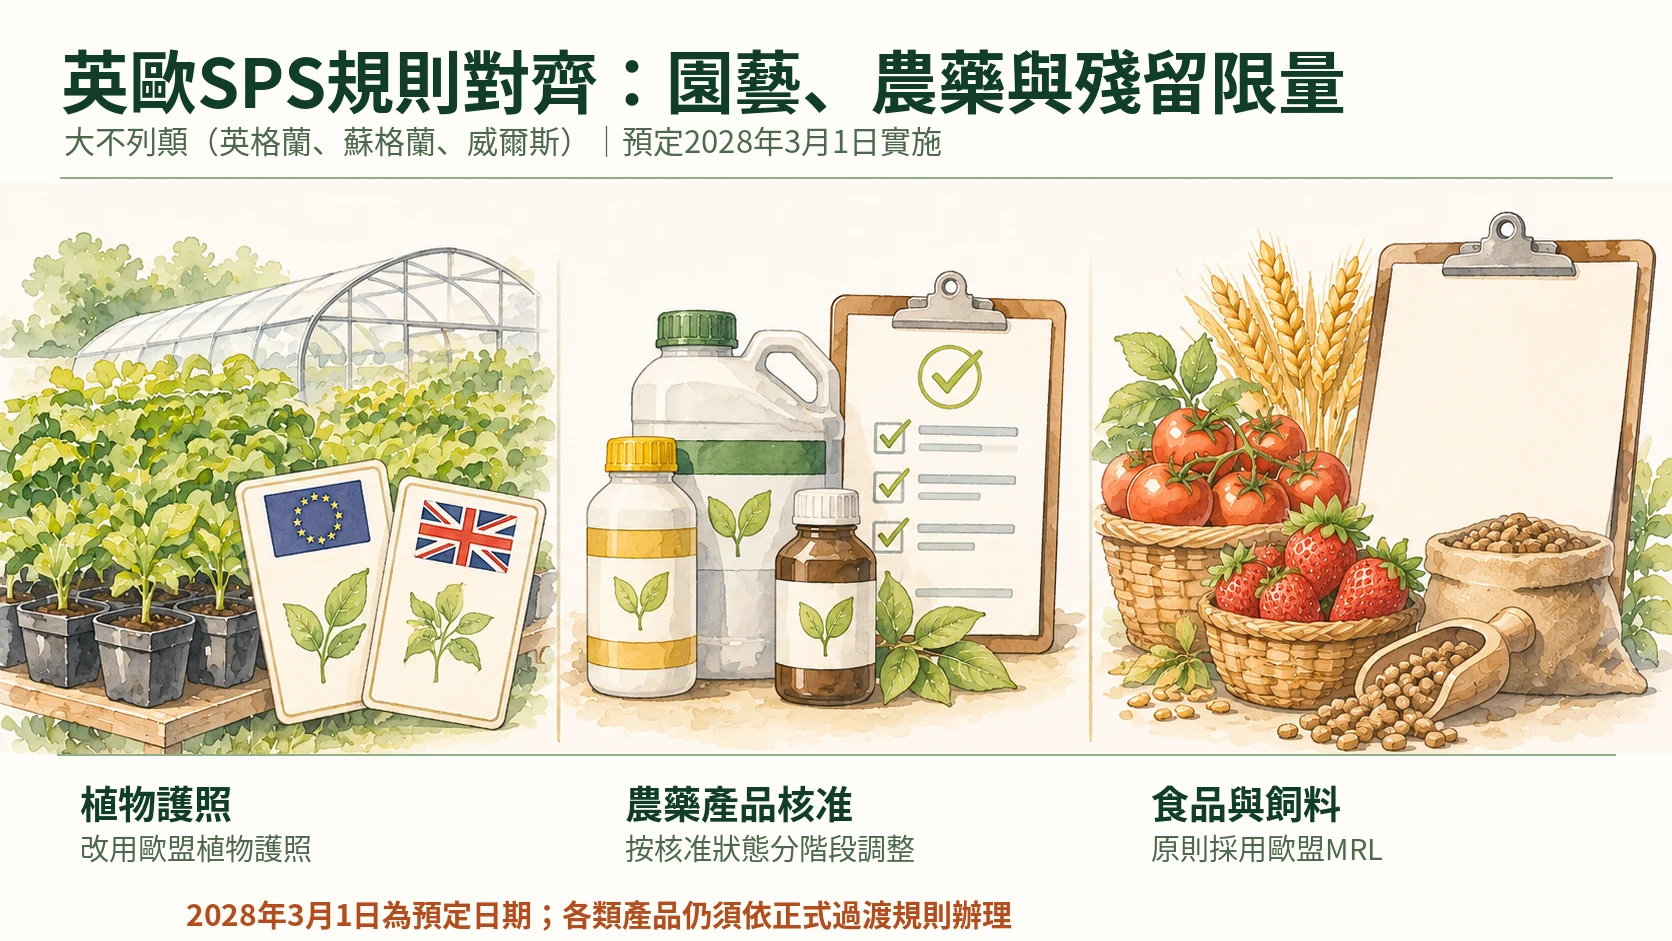 英歐SPS規則對齊：園藝、農藥與殘留限量
大不列顛（英格蘭、蘇格蘭、威爾斯）｜預定2028年3月1日實施
植物護照
改用歐盟植物護照
農藥產品核准
按核准狀態分階段調整
食品與飼料
原則採用歐盟MRL
2028年3月1日為預定日期；各類產品仍須依正式過渡規則辦理